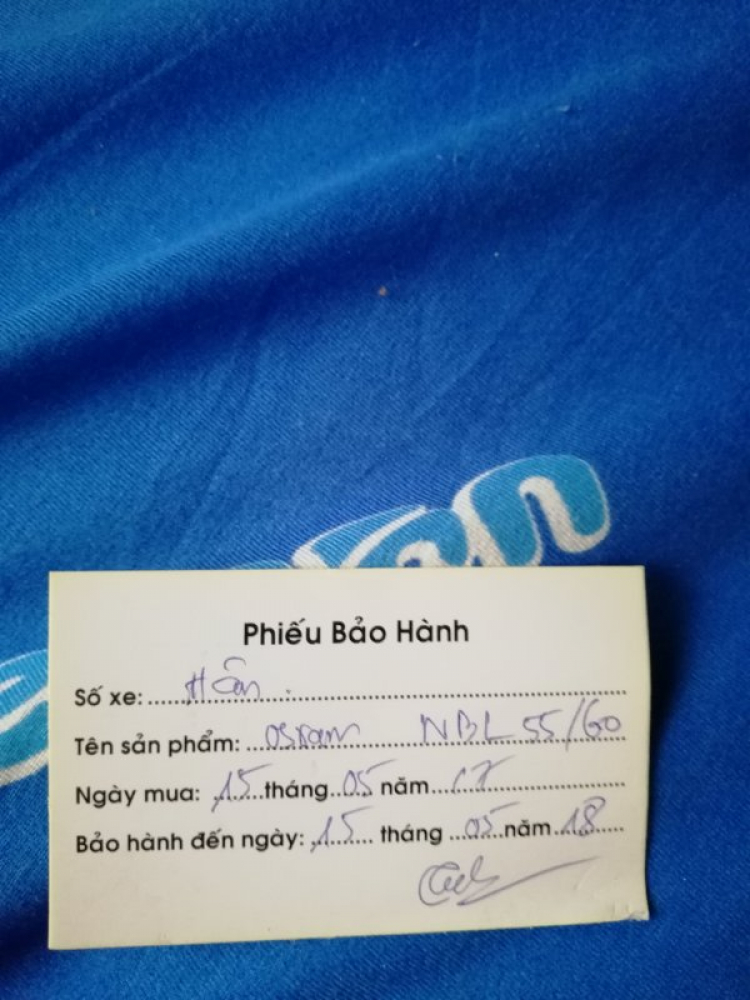 Phiếu Bảo Hành
Số xe: Hân
Tên sản phẩm: osram NBL 55/60
Ngày mua: 15 tháng 05 năm 17
Bảo hành đến ngày: 15 tháng 05 năm 18